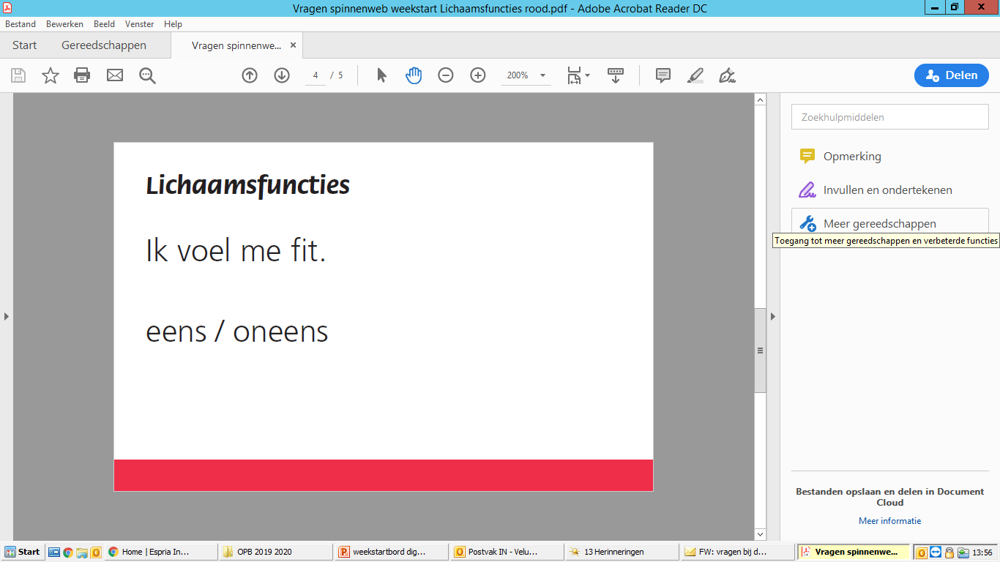 Vragen spinnenweb weekstart Lichaamsfuncties rood.pdf - Adobe Acrobat Reader DC
Bestand Bewerken Beeld Venster Help
Start Gereedschappen Vragen spinnenwe... ×
4 / 5 200% Delen
Zoekhulpmiddelen
Opmerking
Invullen en ondertekenen
Meer gereedschappen
Toegang tot meer gereedschappen en verbeterde functies
Lichaamsfuncties
Ik voel me fit.
eens / oneens
Bestanden opslaan en delen in Document
Cloud
Meer informatie
Start Home | Espria In... OPB 2019 2020 weekstartbord dig... Postvak IN - Velu... 13 Herinneringen FW: vragen bij d... Vragen spinnenwe... 13:56